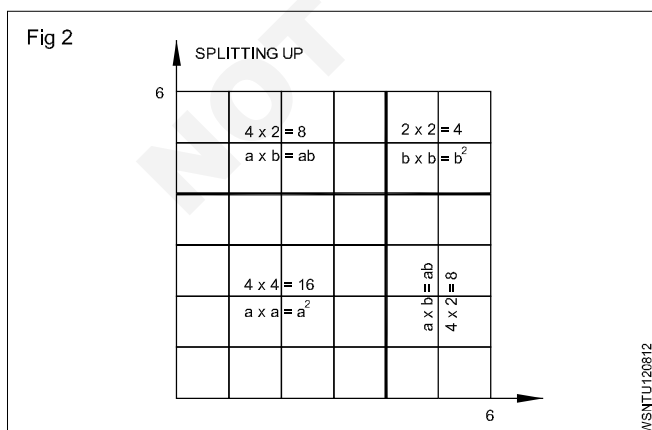 Fig 2
SPLITTING UP
6
4 x 2 = 8
a x b = ab
2 x 2 = 4
b x b = b²
4 x 4 = 16
a x a = a²
a x b = ab
4 x 2 = 8
6
NOT
WSNTU120812